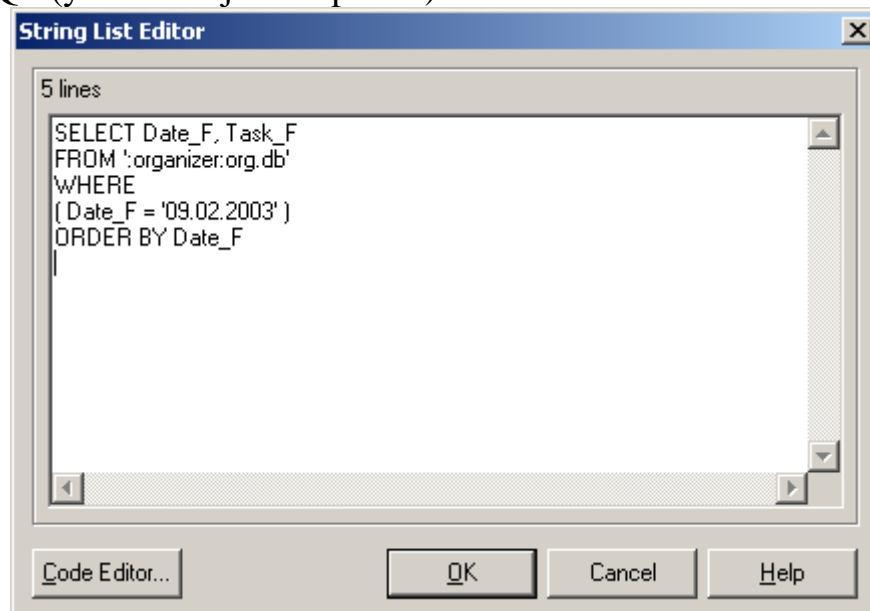 String List Editor
5 lines
SELECT Date_F, Task_F
FROM ':organizer:org.db'
WHERE
( Date_F = '09.02.2003' )
ORDER BY Date_F
Code Editor... OK Cancel Help